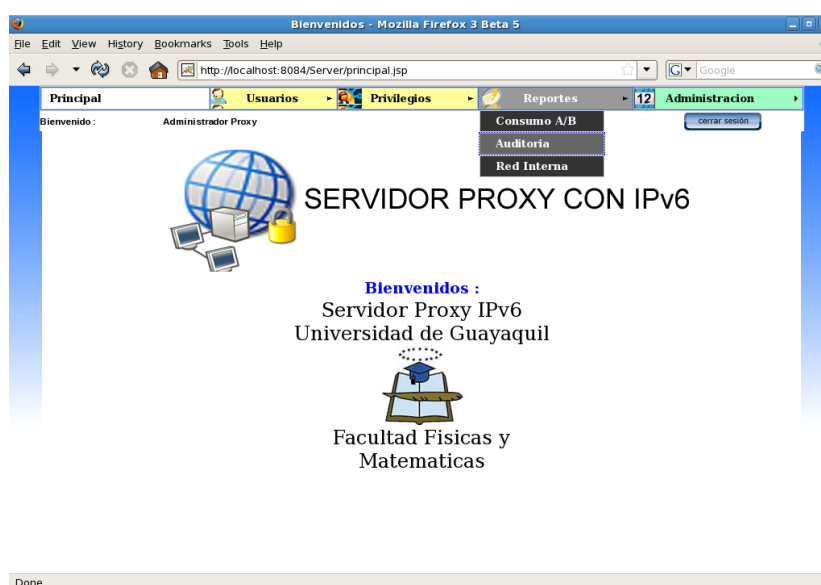 Bienvenidos - Mozilla Firefox 3 Beta 5
File Edit View History Bookmarks Tools Help
http://localhost:8084/Server/principal.jsp G Google
Principal Usuarios Privilegios Reportes 12 Administracion
Bienvenido : Administrador Proxy Consumo A/B cerrar sesión
Auditoria
Red Interna
SERVIDOR PROXY CON IPv6
Bienvenidos :
Servidor Proxy IPv6
Universidad de Guayaquil
Facultad Fisicas y
Matematicas
Done